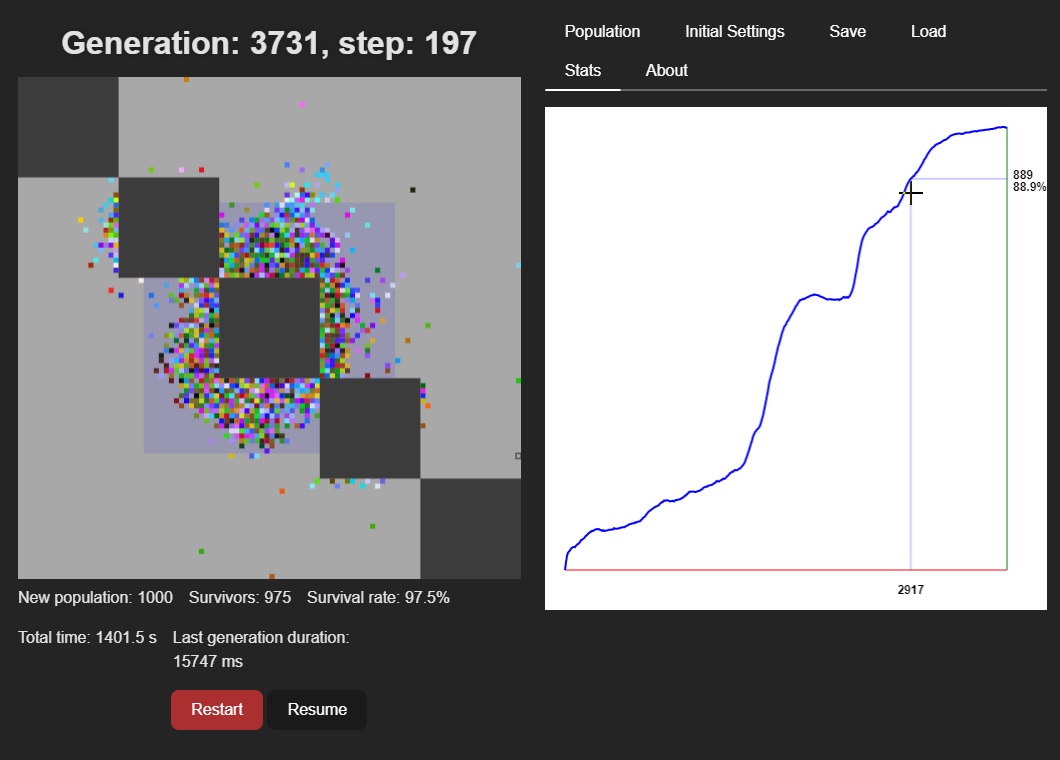 Generation: 3731, step: 197
New population: 1000 Survivors: 975 Survival rate: 97.5%
Total time: 1401.5 s Last generation duration:
15747 ms
Restart Resume
Population Initial Settings Save Load
Stats About
889
88.9%
2917